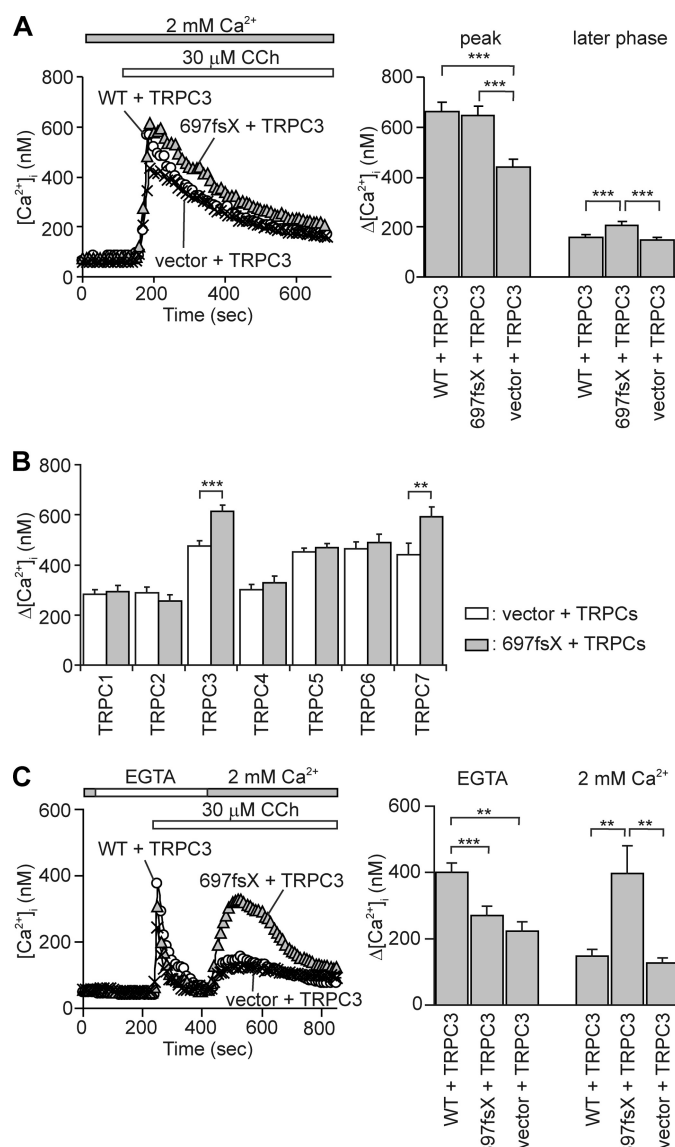 A
2 mM Ca²⁺
30 μM CCh
WT + TRPC3
697fsX + TRPC3
vector + TRPC3
[Ca²⁺]i (nM)
800
600
400
200
0
0 200 400 600
Time (sec)
peak
later phase
***
***
***
***
Δ[Ca²⁺]i (nM)
800
600
400
200
0
WT + TRPC3
697fsX + TRPC3
vector + TRPC3
WT + TRPC3
697fsX + TRPC3
vector + TRPC3
B
Δ[Ca²⁺]i (nM)
800
600
400
200
0
***
**
TRPC1
TRPC2
TRPC3
TRPC4
TRPC5
TRPC6
TRPC7
: vector + TRPCs
: 697fsX + TRPCs
C
EGTA
2 mM Ca²⁺
30 μM CCh
WT + TRPC3
697fsX + TRPC3
vector + TRPC3
[Ca²⁺]i (nM)
600
400
200
0
0 200 400 600 800
Time (sec)
EGTA
2 mM Ca²⁺
**
***
**
**
Δ[Ca²⁺]i (nM)
600
400
200
0
WT + TRPC3
97fsX + TRPC3
vector + TRPC3
WT + TRPC3
97fsX + TRPC3
vector + TRPC3